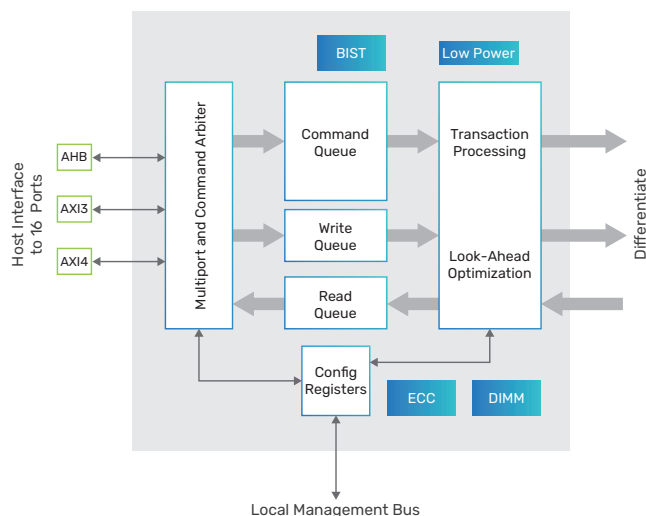 BIST
Low Power
Host Interface
to 16 Ports
AHB
AXI3
AXI4
Multiport and Command Arbiter
Command
Queue
Write
Queue
Read
Queue
Transaction
Processing
Look-Ahead
Optimization
Differentiate
Config
Registers
ECC
DIMM
Local Management Bus